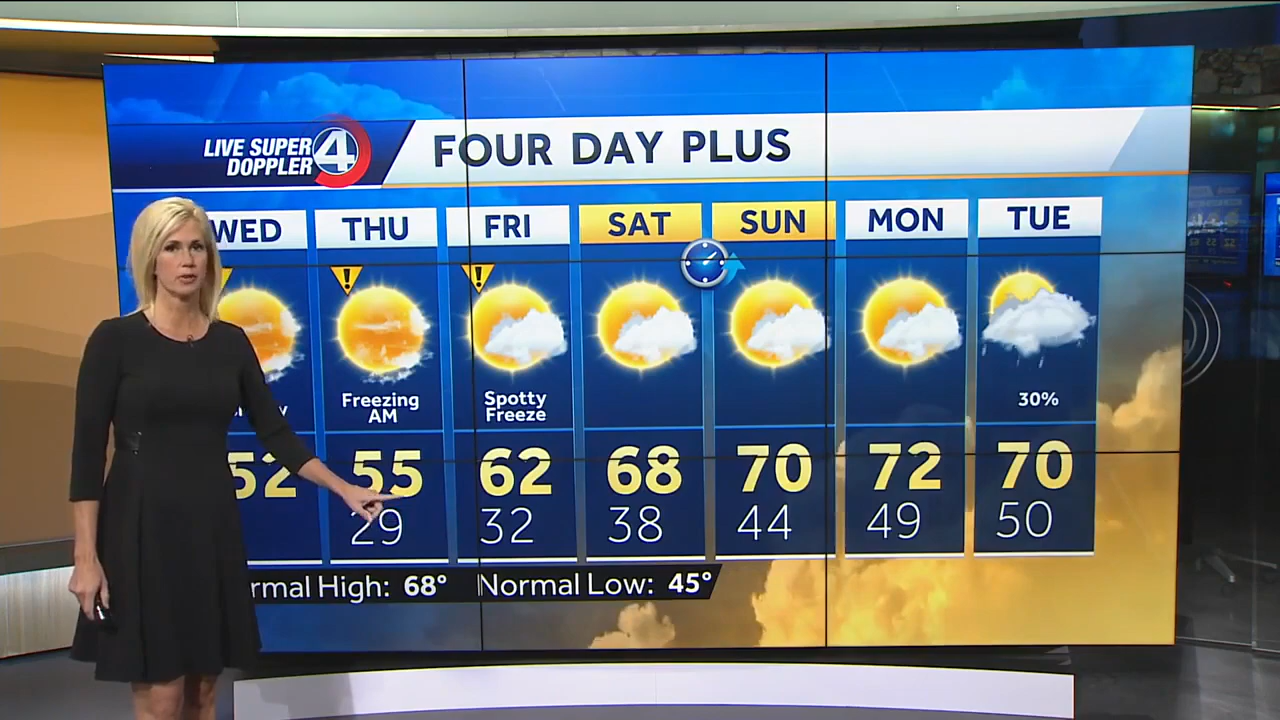 LIVE SUPER
DOPPLER
4
FOUR DAY PLUS
WED THU FRI SAT SUN MON TUE
! !
Freezing
AM
Spotty
Freeze
30%
52 55 62 68 70 72 70
29 32 38 44 49 50
High: 68° Normal Low: 45°